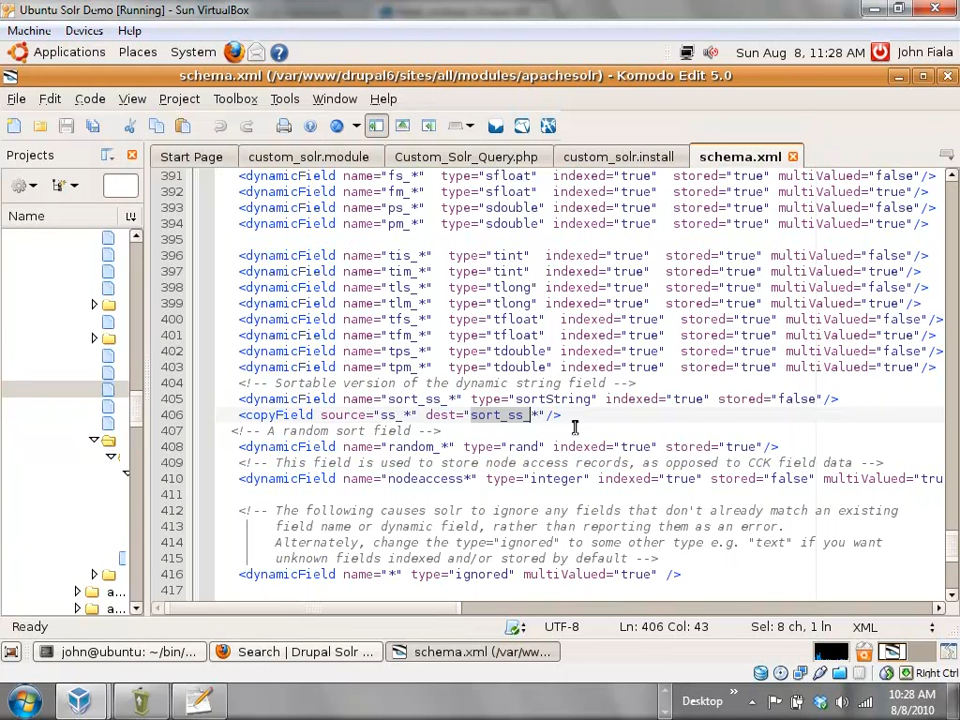 Ubuntu Solr Demo [Running] - Sun VirtualBox
Machine Devices Help
Applications Places System Sun Aug 8, 11:28 AM John Fiala
schema.xml (/var/www/drupal6/sites/all/modules/apachesolr) - Komodo Edit 5.0
File Edit Code View Project Toolbox Tools Window Help
Projects Start Page custom_solr.module Custom_Solr_Query.php custom_solr.install schema.xml
Name
391 <dynamicField name="fs_*" type="sfloat" indexed="true" stored="true" multiValued="false"/>
392 <dynamicField name="fm_*" type="sfloat" indexed="true" stored="true" multiValued="true"/>
393 <dynamicField name="ps_*" type="sdouble" indexed="true" stored="true" multiValued="false"/>
394 <dynamicField name="pm_*" type="sdouble" indexed="true" stored="true" multiValued="true"/>
395
396 <dynamicField name="tis_*" type="tint" indexed="true" stored="true" multiValued="false"/>
397 <dynamicField name="tim_*" type="tint" indexed="true" stored="true" multiValued="true"/>
398 <dynamicField name="tls_*" type="tlong" indexed="true" stored="true" multiValued="false"/>
399 <dynamicField name="tlm_*" type="tlong" indexed="true" stored="true" multiValued="true"/>
400 <dynamicField name="tfs_*" type="tfloat" indexed="true" stored="true" multiValued="false"/>
401 <dynamicField name="tfm_*" type="tfloat" indexed="true" stored="true" multiValued="true"/>
402 <dynamicField name="tps_*" type="tdouble" indexed="true" stored="true" multiValued="false"/>
403 <dynamicField name="tpm_*" type="tdouble" indexed="true" stored="true" multiValued="true"/>
404 <!-- Sortable version of the dynamic string field -->
405 <dynamicField name="sort_ss_*" type="sortString" indexed="true" stored="false"/>
406 <copyField source="ss_*" dest="sort_ss_*"/>
407 <!-- A random sort field -->
408 <dynamicField name="random_*" type="rand" indexed="true" stored="true"/>
409 <!-- This field is used to store node access records, as opposed to CCK field data -->
410 <dynamicField name="nodeaccess*" type="integer" indexed="true" stored="false" multiValued="tru
411
412 <!-- The following causes solr to ignore any fields that don't already match an existing
413 field name or dynamic field, rather than reporting them as an error.
414 Alternately, change the type="ignored" to some other type e.g. "text" if you want
415 unknown fields indexed and/or stored by default -->
416 <dynamicField name="*" type="ignored" multiValued="true" />
417
a...
a...
Ready UTF-8 Ln: 406 Col: 43 Sel: 8 ch, 1 ln XML
john@ubuntu: ~/bin/... Search | Drupal Solr ... schema.xml (/var/ww...
Right Ctrl
Desktop 10:28 AM
8/8/2010